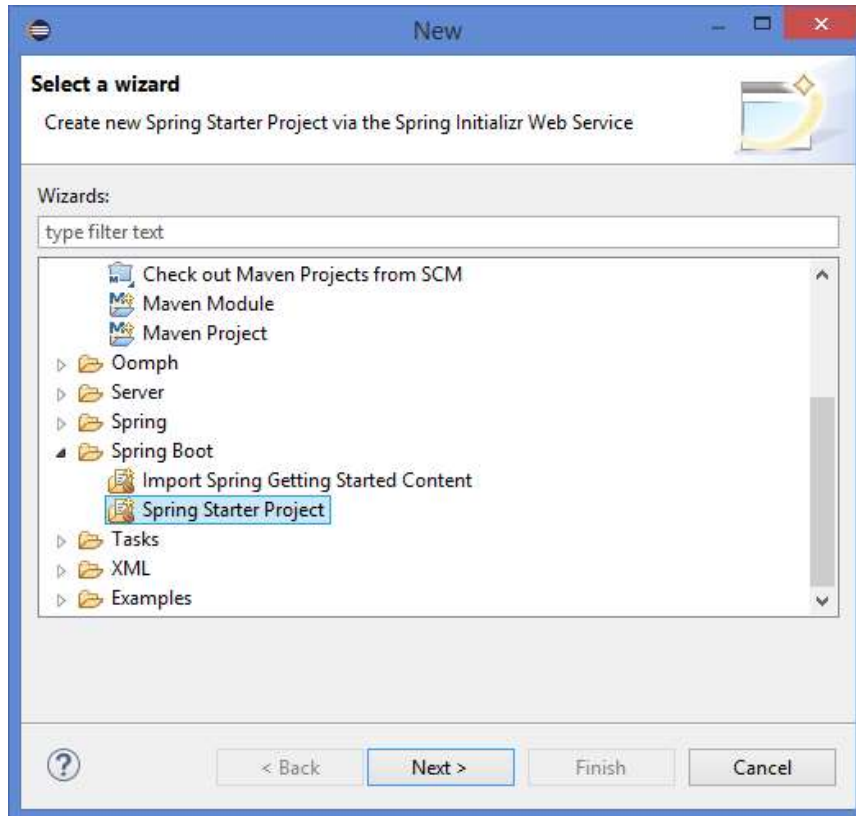 New
Select a wizard
Create new Spring Starter Project via the Spring Initializr Web Service
Wizards:
type filter text
Check out Maven Projects from SCM
Maven Module
Maven Project
Oomph
Server
Spring
Spring Boot
Import Spring Getting Started Content
Spring Starter Project
Tasks
XML
Examples
? < Back Next > Finish Cancel